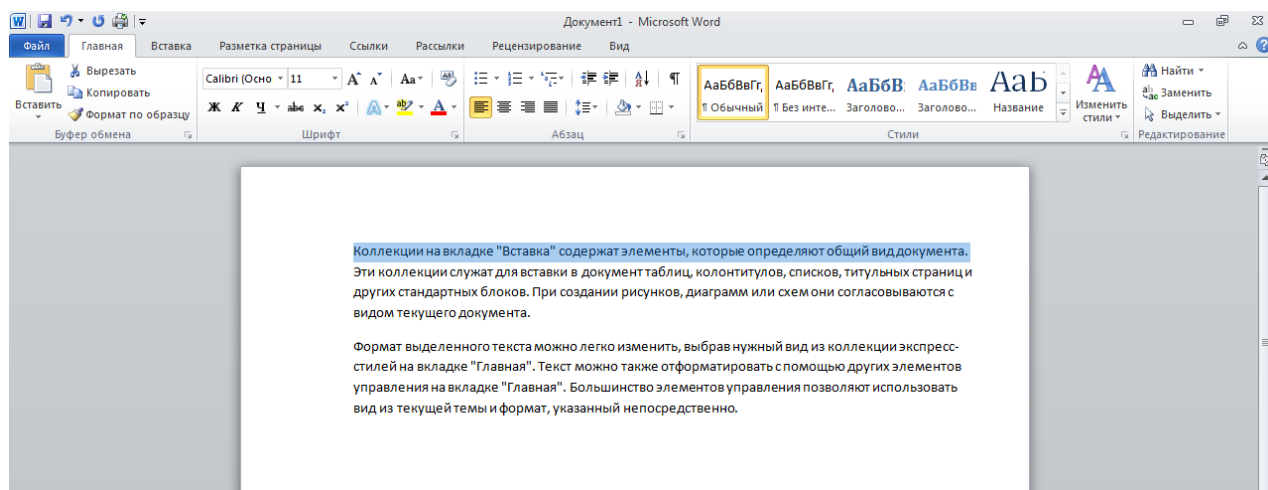 Документ1 - Microsoft Word
Файл Главная Вставка Разметка страницы Ссылки Рассылки Рецензирование Вид
Вставить
Вырезать
Копировать
Формат по образцу
Буфер обмена
Calibri (Осно 11
Ж К Ч abc x₂ x²
Шрифт
Абзац
АаБбВвГг, АаБбВвГг, АаБбВ АаБбВв Ааb
¶ Обычный ¶ Без инте... Заголово... Заголово... Название
Изменить
стили
Стили
Найти
Заменить
Выделить
Редактирование
Коллекции на вкладке "Вставка" содержат элементы, которые определяют общий вид документа.
Эти коллекции служат для вставки в документ таблиц, колонтитулов, списков, титульных страниц и
других стандартных блоков. При создании рисунков, диаграмм или схем они согласовываются с
видом текущего документа.
Формат выделенного текста можно легко изменить, выбрав нужный вид из коллекции экспресс-
стилей на вкладке "Главная". Текст можно также отформатировать с помощью других элементов
управления на вкладке "Главная". Большинство элементов управления позволяют использовать
вид из текущей темы и формат, указанный непосредственно.